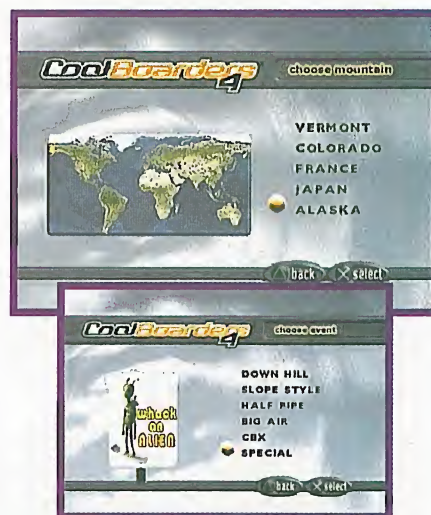 CoolBoarders 4
choose mountain
VERMONT
COLORADO
FRANCE
JAPAN
ALASKA
back
select
CoolBoarders 4
choose event
whack
an
ALIEN
DOWN HILL
SLOPE STYLE
HALF PIPE
BIG AIR
CBX
SPECIAL
back
select